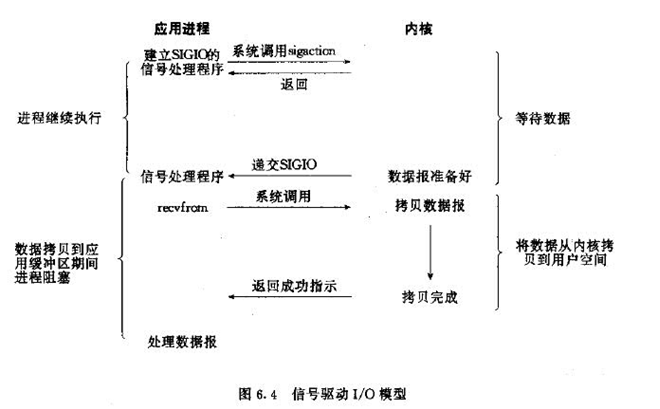 应用进程
内核
建立SIGIO的
信号处理程序
系统调用sigaction
返回
进程继续执行
等待数据
信号处理程序
递交SIGIO
数据报准备好
recvfrom
系统调用
拷贝数据报
数据拷贝到应
用缓冲区期间
进程阻塞
将数据从内核拷
贝到用户空间
返回成功指示
拷贝完成
处理数据报
图 6.4 信号驱动 I/O 模型